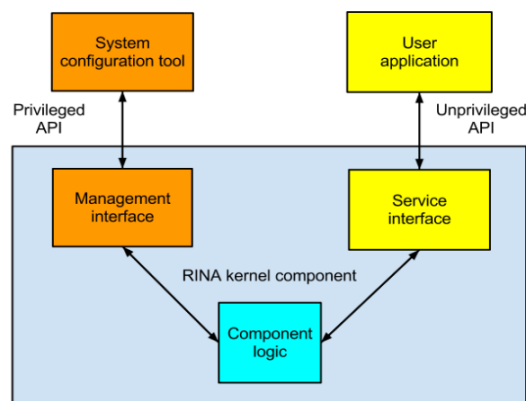 System
configuration tool
User
application
Privileged
API
Unprivileged
API
Management
interface
Service
interface
RINA kernel component
Component
logic